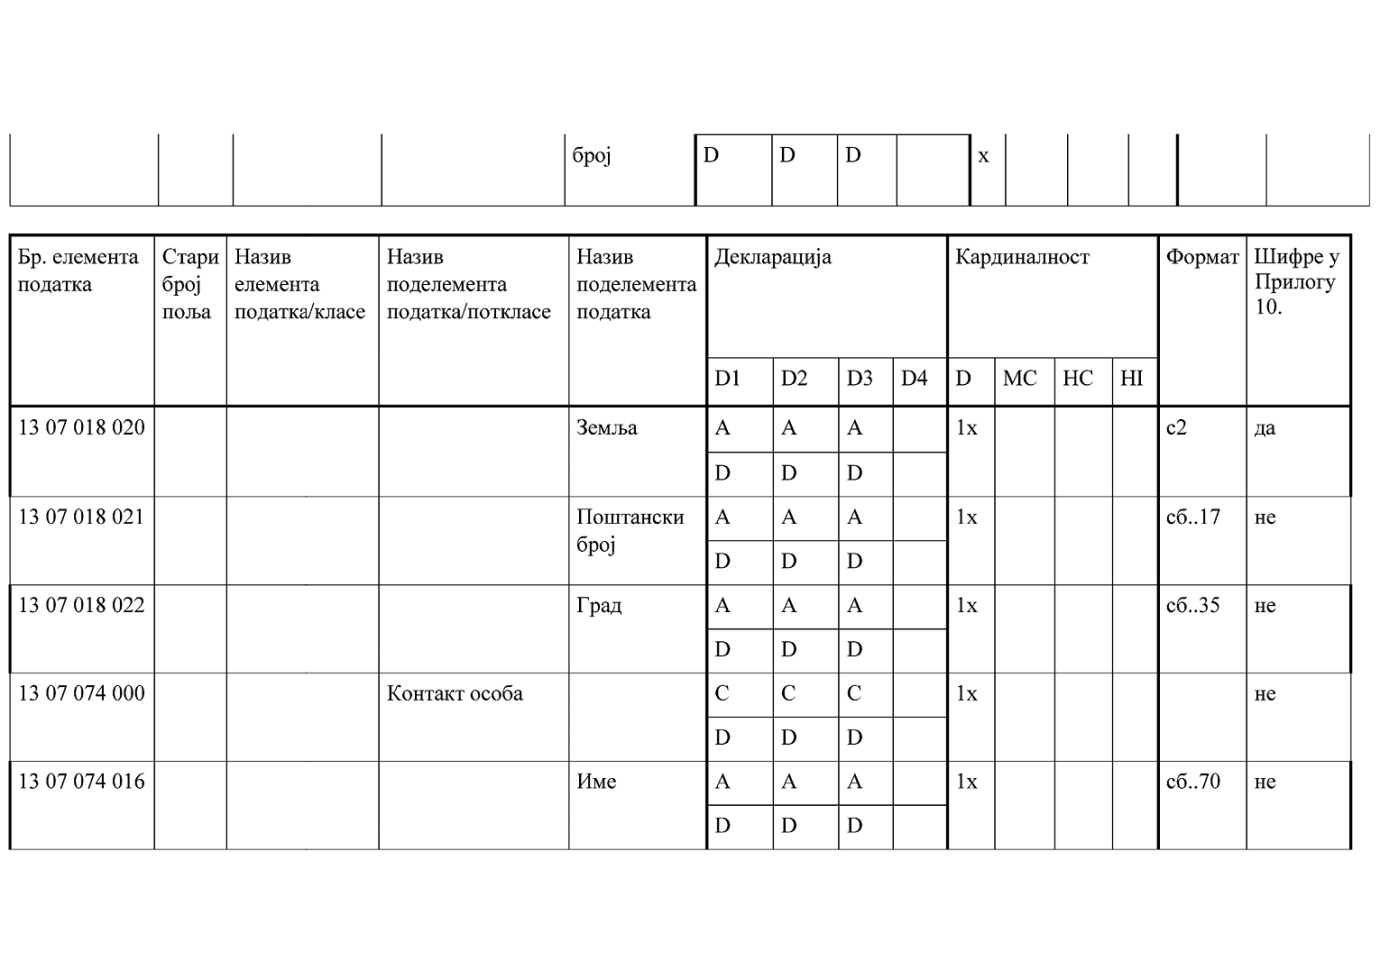 број D D D x
Бр. елемента Стари Назив Назив Назив Декларација Кардиналност Формат Шифре у
податка број елемента поделемента поделемента Прилогу
поља податка/класе податка/поткласе податка 10.
D1 D2 D3 D4 D MC HC HI
13 07 018 020 Земља A A A 1x с2 да
D D D
13 07 018 021 Поштански A A A 1x сб..17 не
број D D D
13 07 018 022 Град A A A 1x сб..35 не
D D D
13 07 074 000 Контакт особа C C C 1x не
D D D
13 07 074 016 Име A A A 1x сб..70 не
D D D